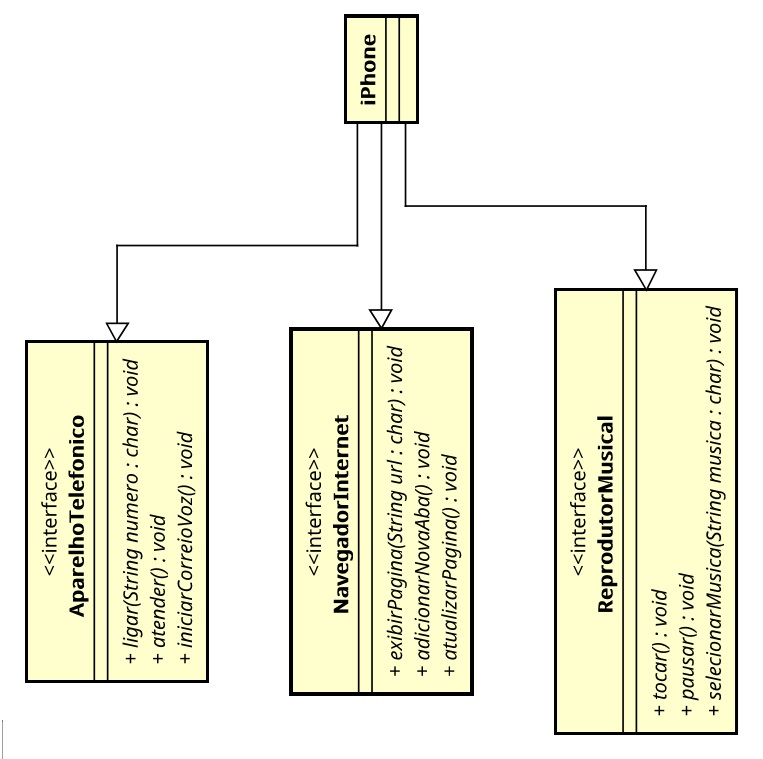 iPhone
<<interface>>
AparelhoTelefonico
+ ligar(String numero : char) : void
+ atender() : void
+ iniciarCorreioVoz() : void
<<interface>>
NavegadorInternet
+ exibirPagina(String url : char) : void
+ adicionarNovaAba() : void
+ atualizarPagina() : void
<<interface>>
ReprodutorMusical
+ tocar() : void
+ pausar() : void
+ selecionarMusica(String musica : char) : void